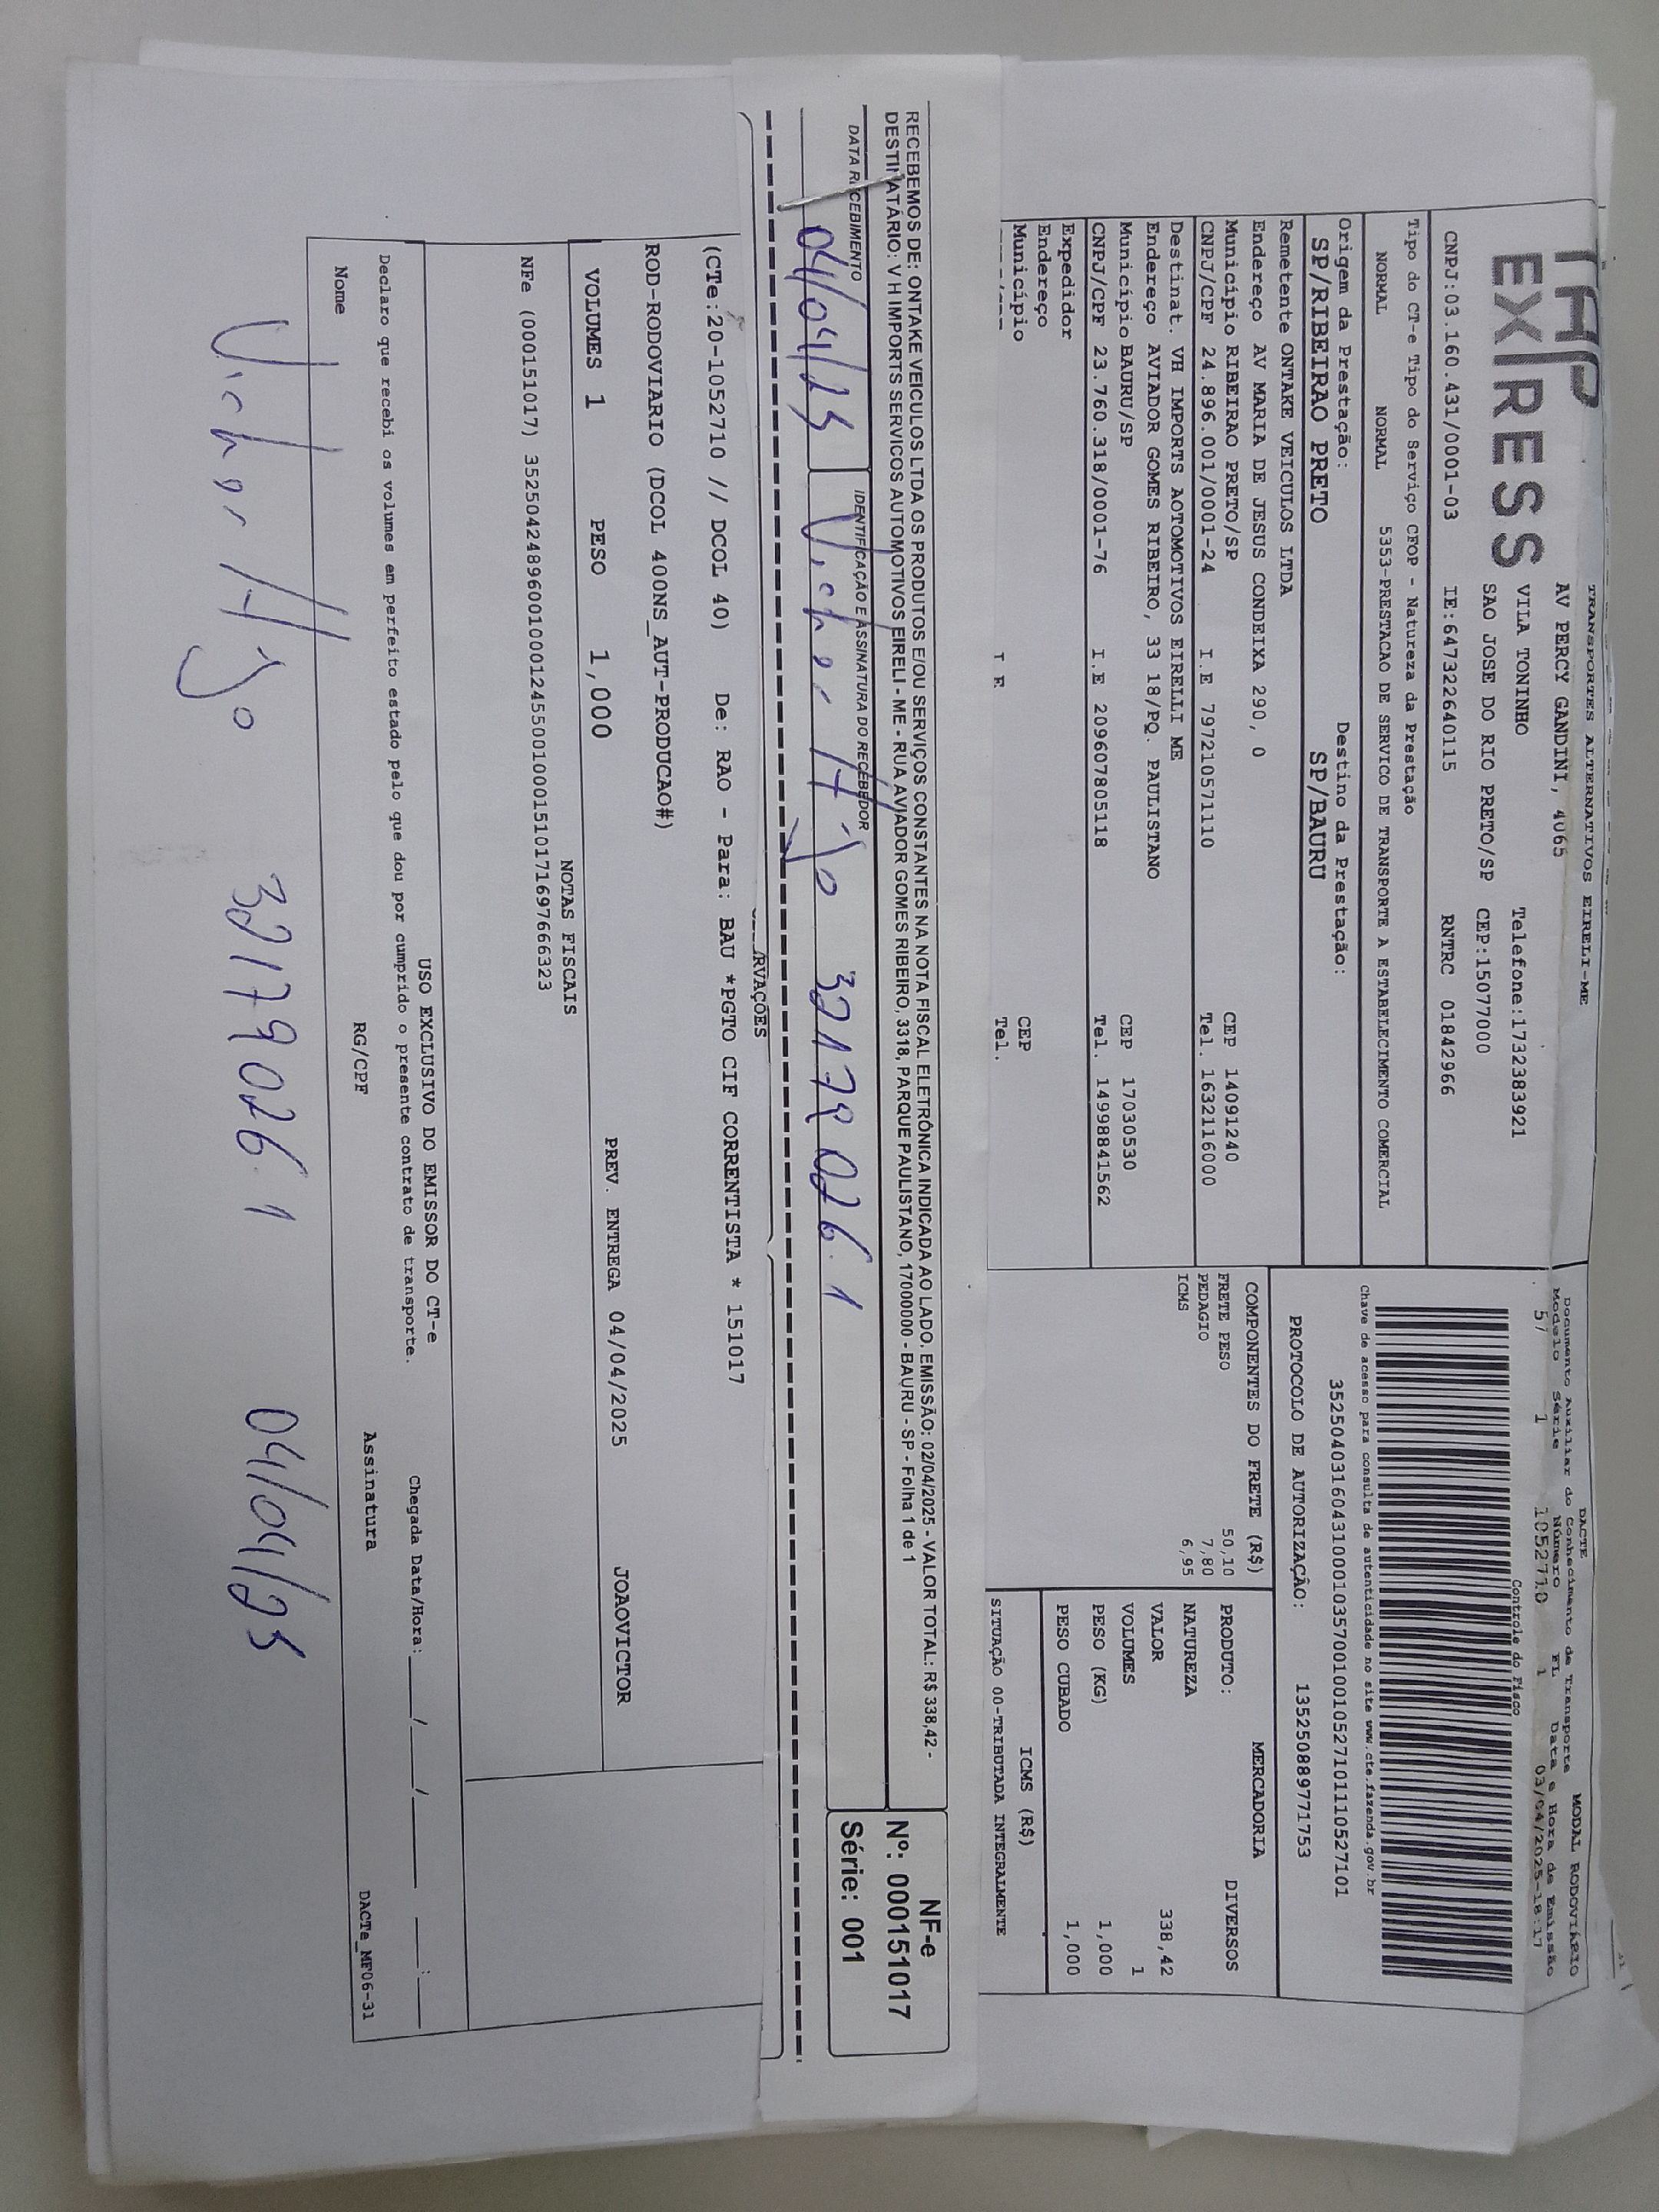 TRANSPORTES ALTERNATIVOS EIRELI-ME
EXPRESS
AV PERCY GANDINI, 4065
VILA TONINHO Telefone:1732383921
SAO JOSE DO RIO PRETO/SP CEP:15077000
CNPJ:03.160.431/0001-03 IE:647322640115 RNTRC 01842966
DACTE MODAL RODOVIÁRIO
Documento Auxiliar do Conhecimento de Transporte
Modelo Série Número FL Data e Hora de Emissão
57 1 1052710 1 03/04/2025-18:17
Controle do Fisco
Tipo do CT-e Tipo do Serviço CFOP - Natureza da Prestação
NORMAL NORMAL 5353-PRESTACAO DE SERVICO DE TRANSPORTE A ESTABELECIMENTO COMERCIAL
Chave de acesso para consulta de autenticidade no site www.cte.fazenda.gov.br
35250403160431000103570010010527101110527101
Origem da Prestação: Destino da Prestação:
SP/RIBEIRAO PRETO SP/BAURU
PROTOCOLO DE AUTORIZAÇÃO: 135250889771753
Remetente ONTAKE VEICULOS LTDA
Endereço AV MARIA DE JESUS CONDEIXA 290, 0
Município RIBEIRAO PRETO/SP CEP 14091240
CNPJ/CPF 24.896.001/0001-24 I.E 797210571110 Tel. 1632116000
Destinat. VH IMPORTS AOTOMOTIVOS EIRELLI ME
Endereço AVIADOR GOMES RIBEIRO, 33 18/PQ. PAULISTANO
Município BAURU/SP CEP 17030530
CNPJ/CPF 23.760.318/0001-76 I.E 209607805118 Tel. 14998841562
Expedidor
Endereço
Município CEP
I E Tel.
COMPONENTES DO FRETE (R$)
FRETE PESO 50,10
PEDAGIO 7,80
ICMS 6,95
MERCADORIA
PRODUTO: DIVERSOS
NATUREZA
VALOR 338,42
VOLUMES 1
PESO (KG) 1,000
PESO CUBADO 1,000
ICMS (R$)
SITUAÇÃO 00-TRIBUTADA INTEGRALMENTE
RECEBEMOS DE: ONTAKE VEICULOS LTDA OS PRODUTOS E/OU SERVIÇOS CONSTANTES NA NOTA FISCAL ELETRÔNICA INDICADA AO LADO. EMISSÃO: 02/04/2025 - VALOR TOTAL: R$ 338,42 -
DESTINATÁRIO: V H IMPORTS SERVICOS AUTOMOTIVOS EIRELI - ME - RUA AVIADOR GOMES RIBEIRO, 3318, PARQUE PAULISTANO, 17000000 - BAURU - SP - Folha 1 de 1
NF-e
Nº: 000151017
Série: 001
DATA RECEBIMENTO IDENTIFICAÇÃO E ASSINATURA DO RECEBEDOR
04/04/25 Victor Hugo 32179026.1
RVAÇÕES
(CTe:20-1052710 // DCOL 40) De: RAO - Para: BAU *PGTO CIF CORRENTISTA * 151017
ROD-RODOVIARIO (DCOL 400NS_AUT-PRODUCAO#)
VOLUMES 1 PESO 1,000 PREV. ENTREGA 04/04/2025 JOAOVICTOR
NOTAS FISCAIS
NFe (000151017) 35250424896001000124550010001510171697666323
USO EXCLUSIVO DO EMISSOR DO CT-e
Declaro que recebi os volumes em perfeito estado pelo que dou por cumprido o presente contrato de transporte. Chegada Data/Hora:____/____/____ ___:___
Nome RG/CPF Assinatura DACTe_MF06-31
Victor Hugo 32179026.1 04/04/25